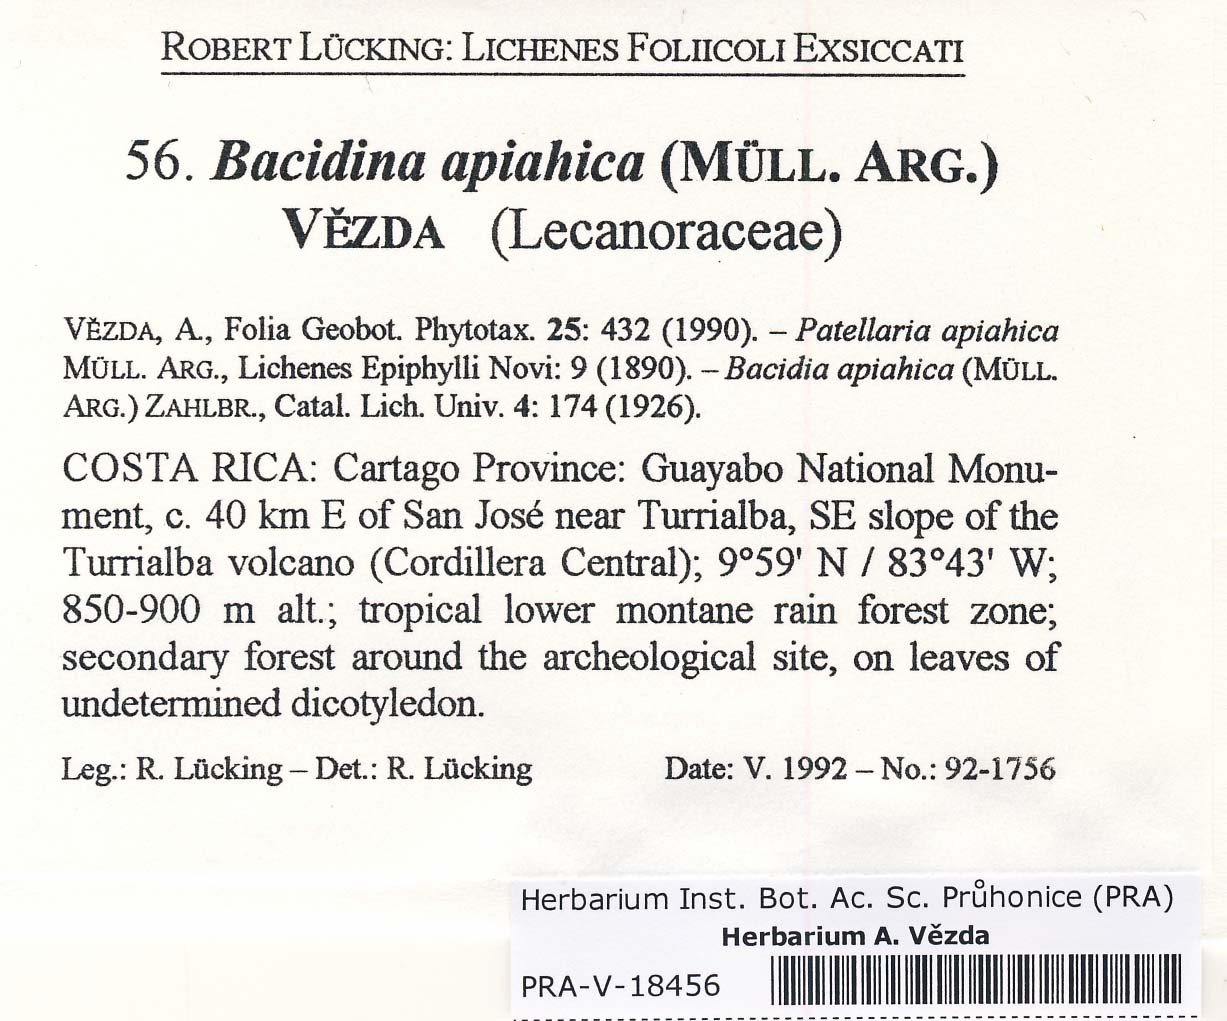 ROBERT LÜCKING: LICHENES FOLIICOLI EXSICCATI
56. Bacidina apiahica (MÜLL. ARG.)
VĚZDA (Lecanoraceae)
VĚZDA, A., Folia Geobot. Phytotax. 25: 432 (1990). – Patellaria apiahica
MÜLL. ARG., Lichenes Epiphylli Novi: 9 (1890). – Bacidia apiahica (MÜLL.
ARG.) ZAHLBR., Catal. Lich. Univ. 4: 174 (1926).
COSTA RICA: Cartago Province: Guayabo National Monu-
ment, c. 40 km E of San José near Turrialba, SE slope of the
Turrialba volcano (Cordillera Central); 9°59' N / 83°43' W;
850-900 m alt.; tropical lower montane rain forest zone;
secondary forest around the archeological site, on leaves of
undetermined dicotyledon.
Leg.: R. Lücking – Det.: R. Lücking Date: V. 1992 – No.: 92-1756
Herbarium Inst. Bot. Ac. Sc. Průhonice (PRA)
Herbarium A. Vězda
PRA-V-18456